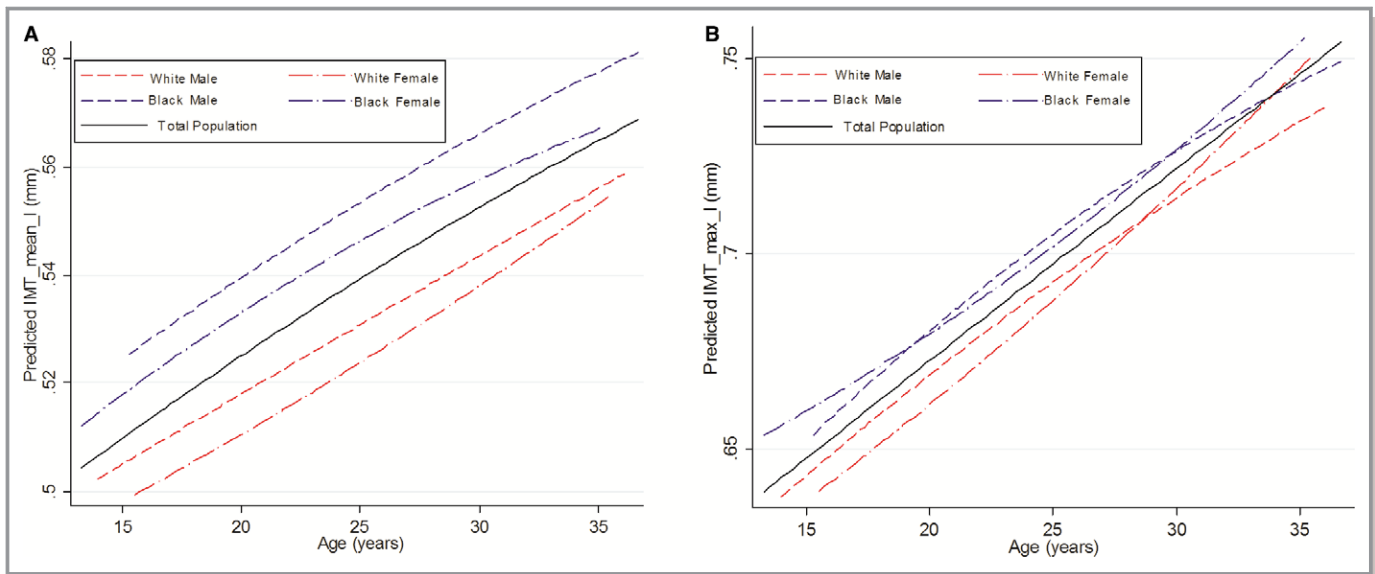 A
White Male
White Female
Black Male
Black Female
Total Population
Predicted IMT_mean_I (mm)
.58
.56
.54
.52
.5
15 20 25 30 35
Age (years)
B
White Male
White Female
Black Male
Black Female
Total Population
Predicted IMT_max_I (mm)
.75
.7
.65
15 20 25 30 35
Age (years)